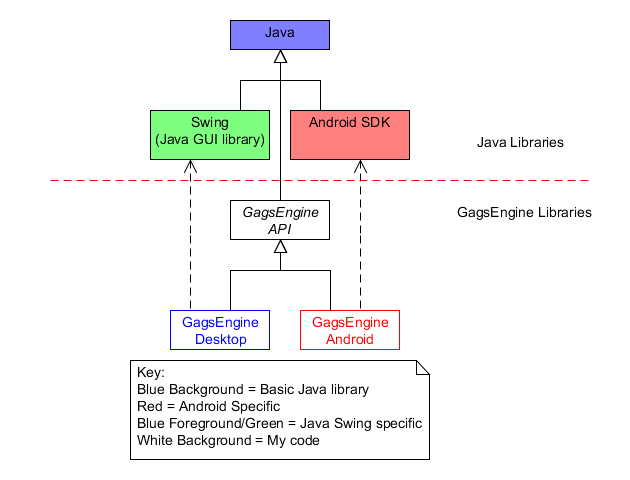 Java
Swing
(Java GUI library)
Android SDK
Java Libraries
GagsEngine
API
GagsEngine Libraries
GagsEngine
Desktop
GagsEngine
Android
Key:
Blue Background = Basic Java library
Red = Android Specific
Blue Foreground/Green = Java Swing specific
White Background = My code